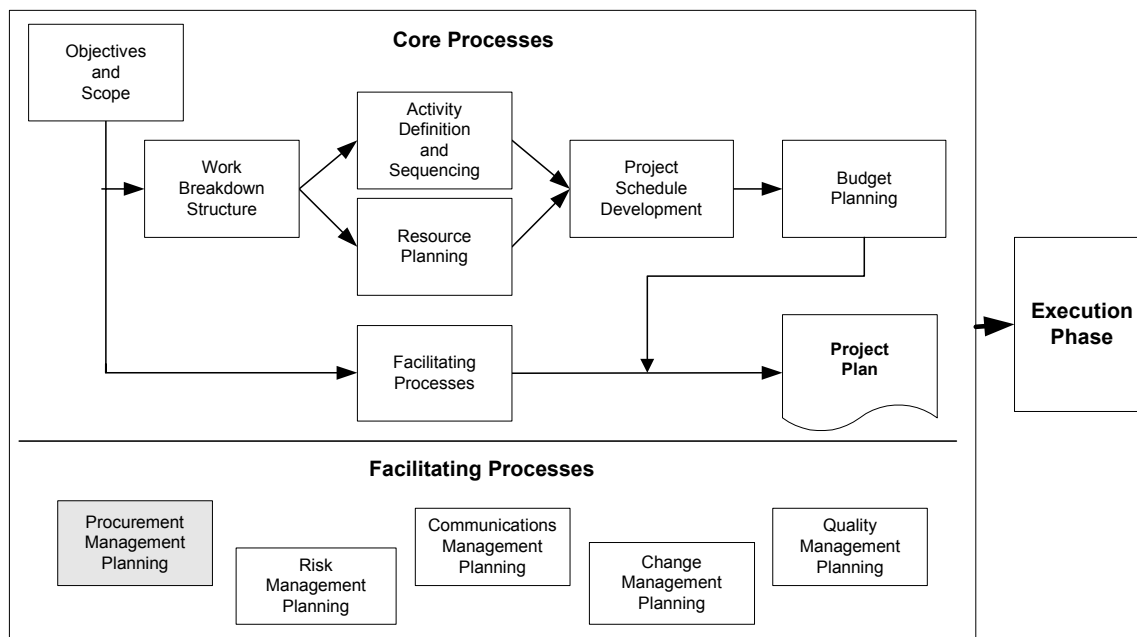 Core Processes
Objectives
and
Scope
Work
Breakdown
Structure
Activity
Definition
and
Sequencing
Resource
Planning
Project
Schedule
Development
Budget
Planning
Facilitating
Processes
Project
Plan
Execution
Phase
Facilitating Processes
Procurement
Management
Planning
Risk
Management
Planning
Communications
Management
Planning
Change
Management
Planning
Quality
Management
Planning